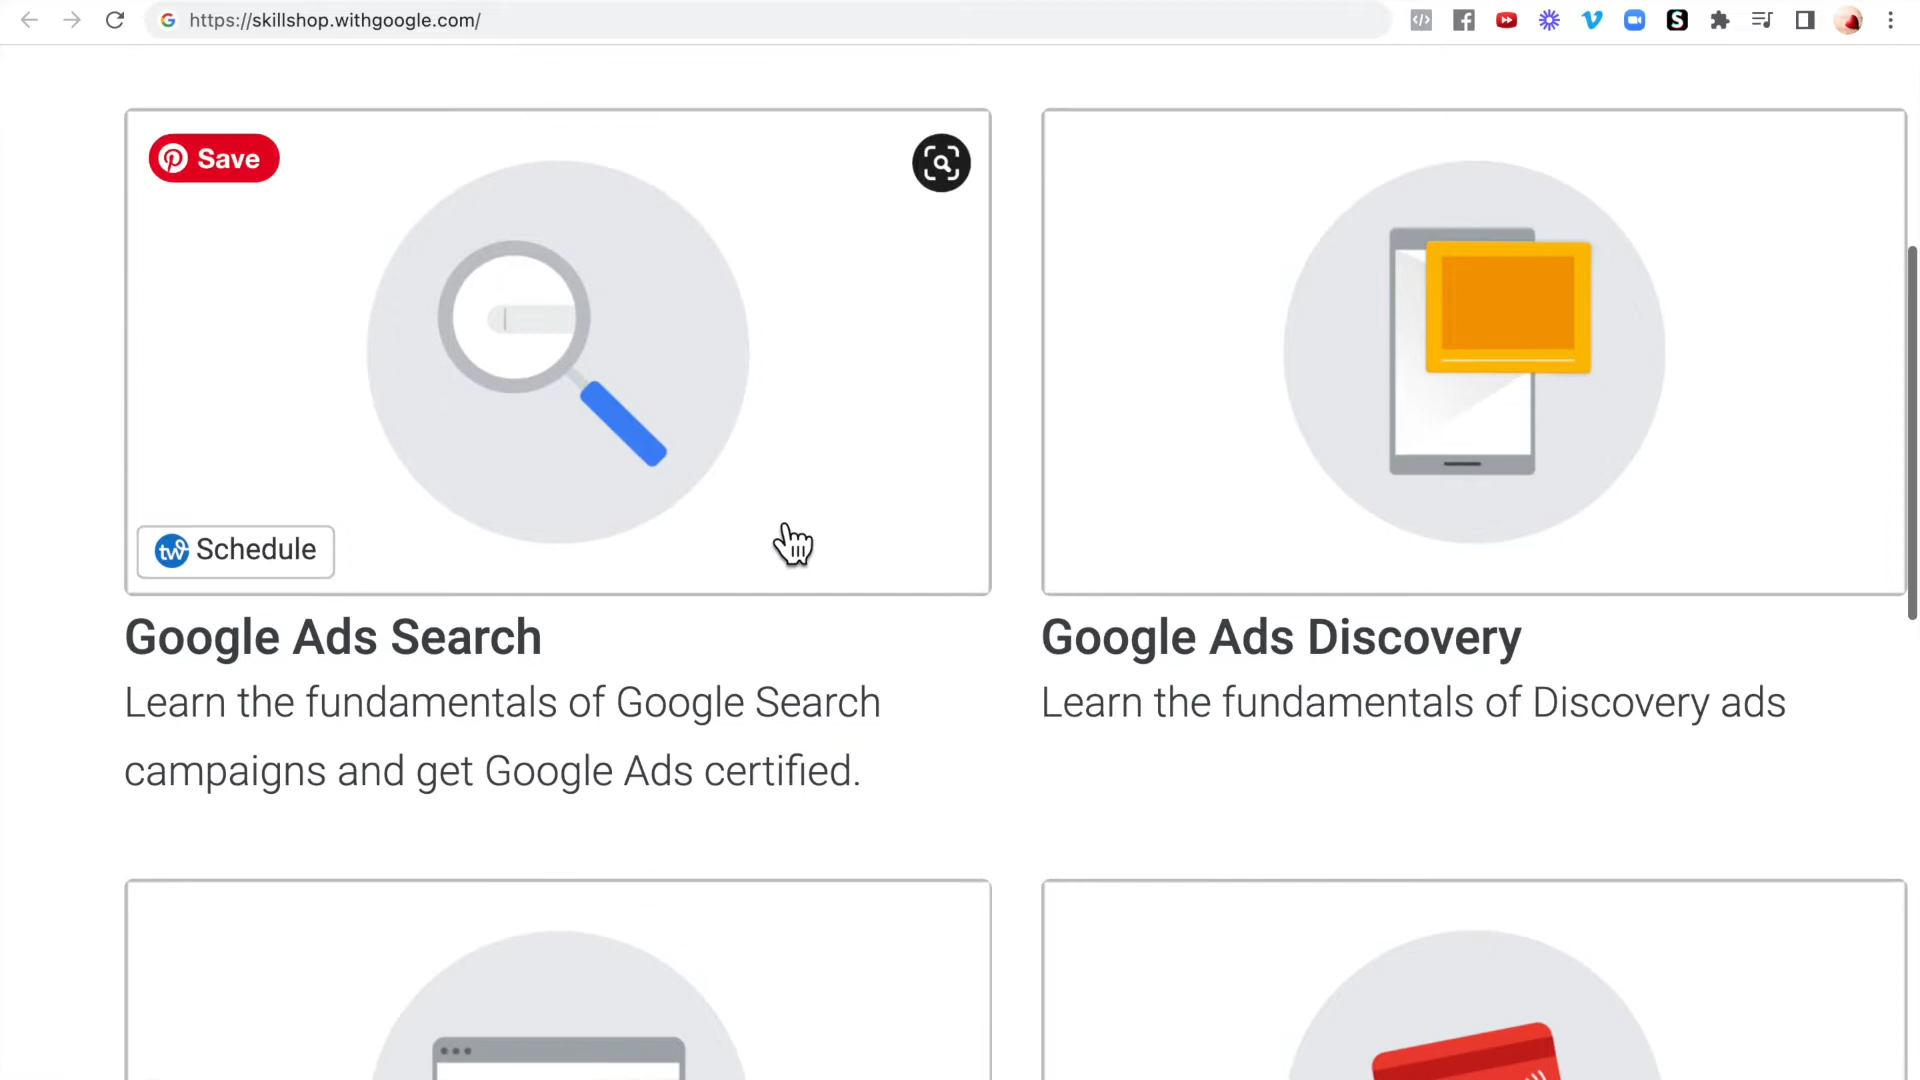 https://skillshop.withgoogle.com/
Save
Schedule
Google Ads Search
Learn the fundamentals of Google Search
campaigns and get Google Ads certified.
Google Ads Discovery
Learn the fundamentals of Discovery ads